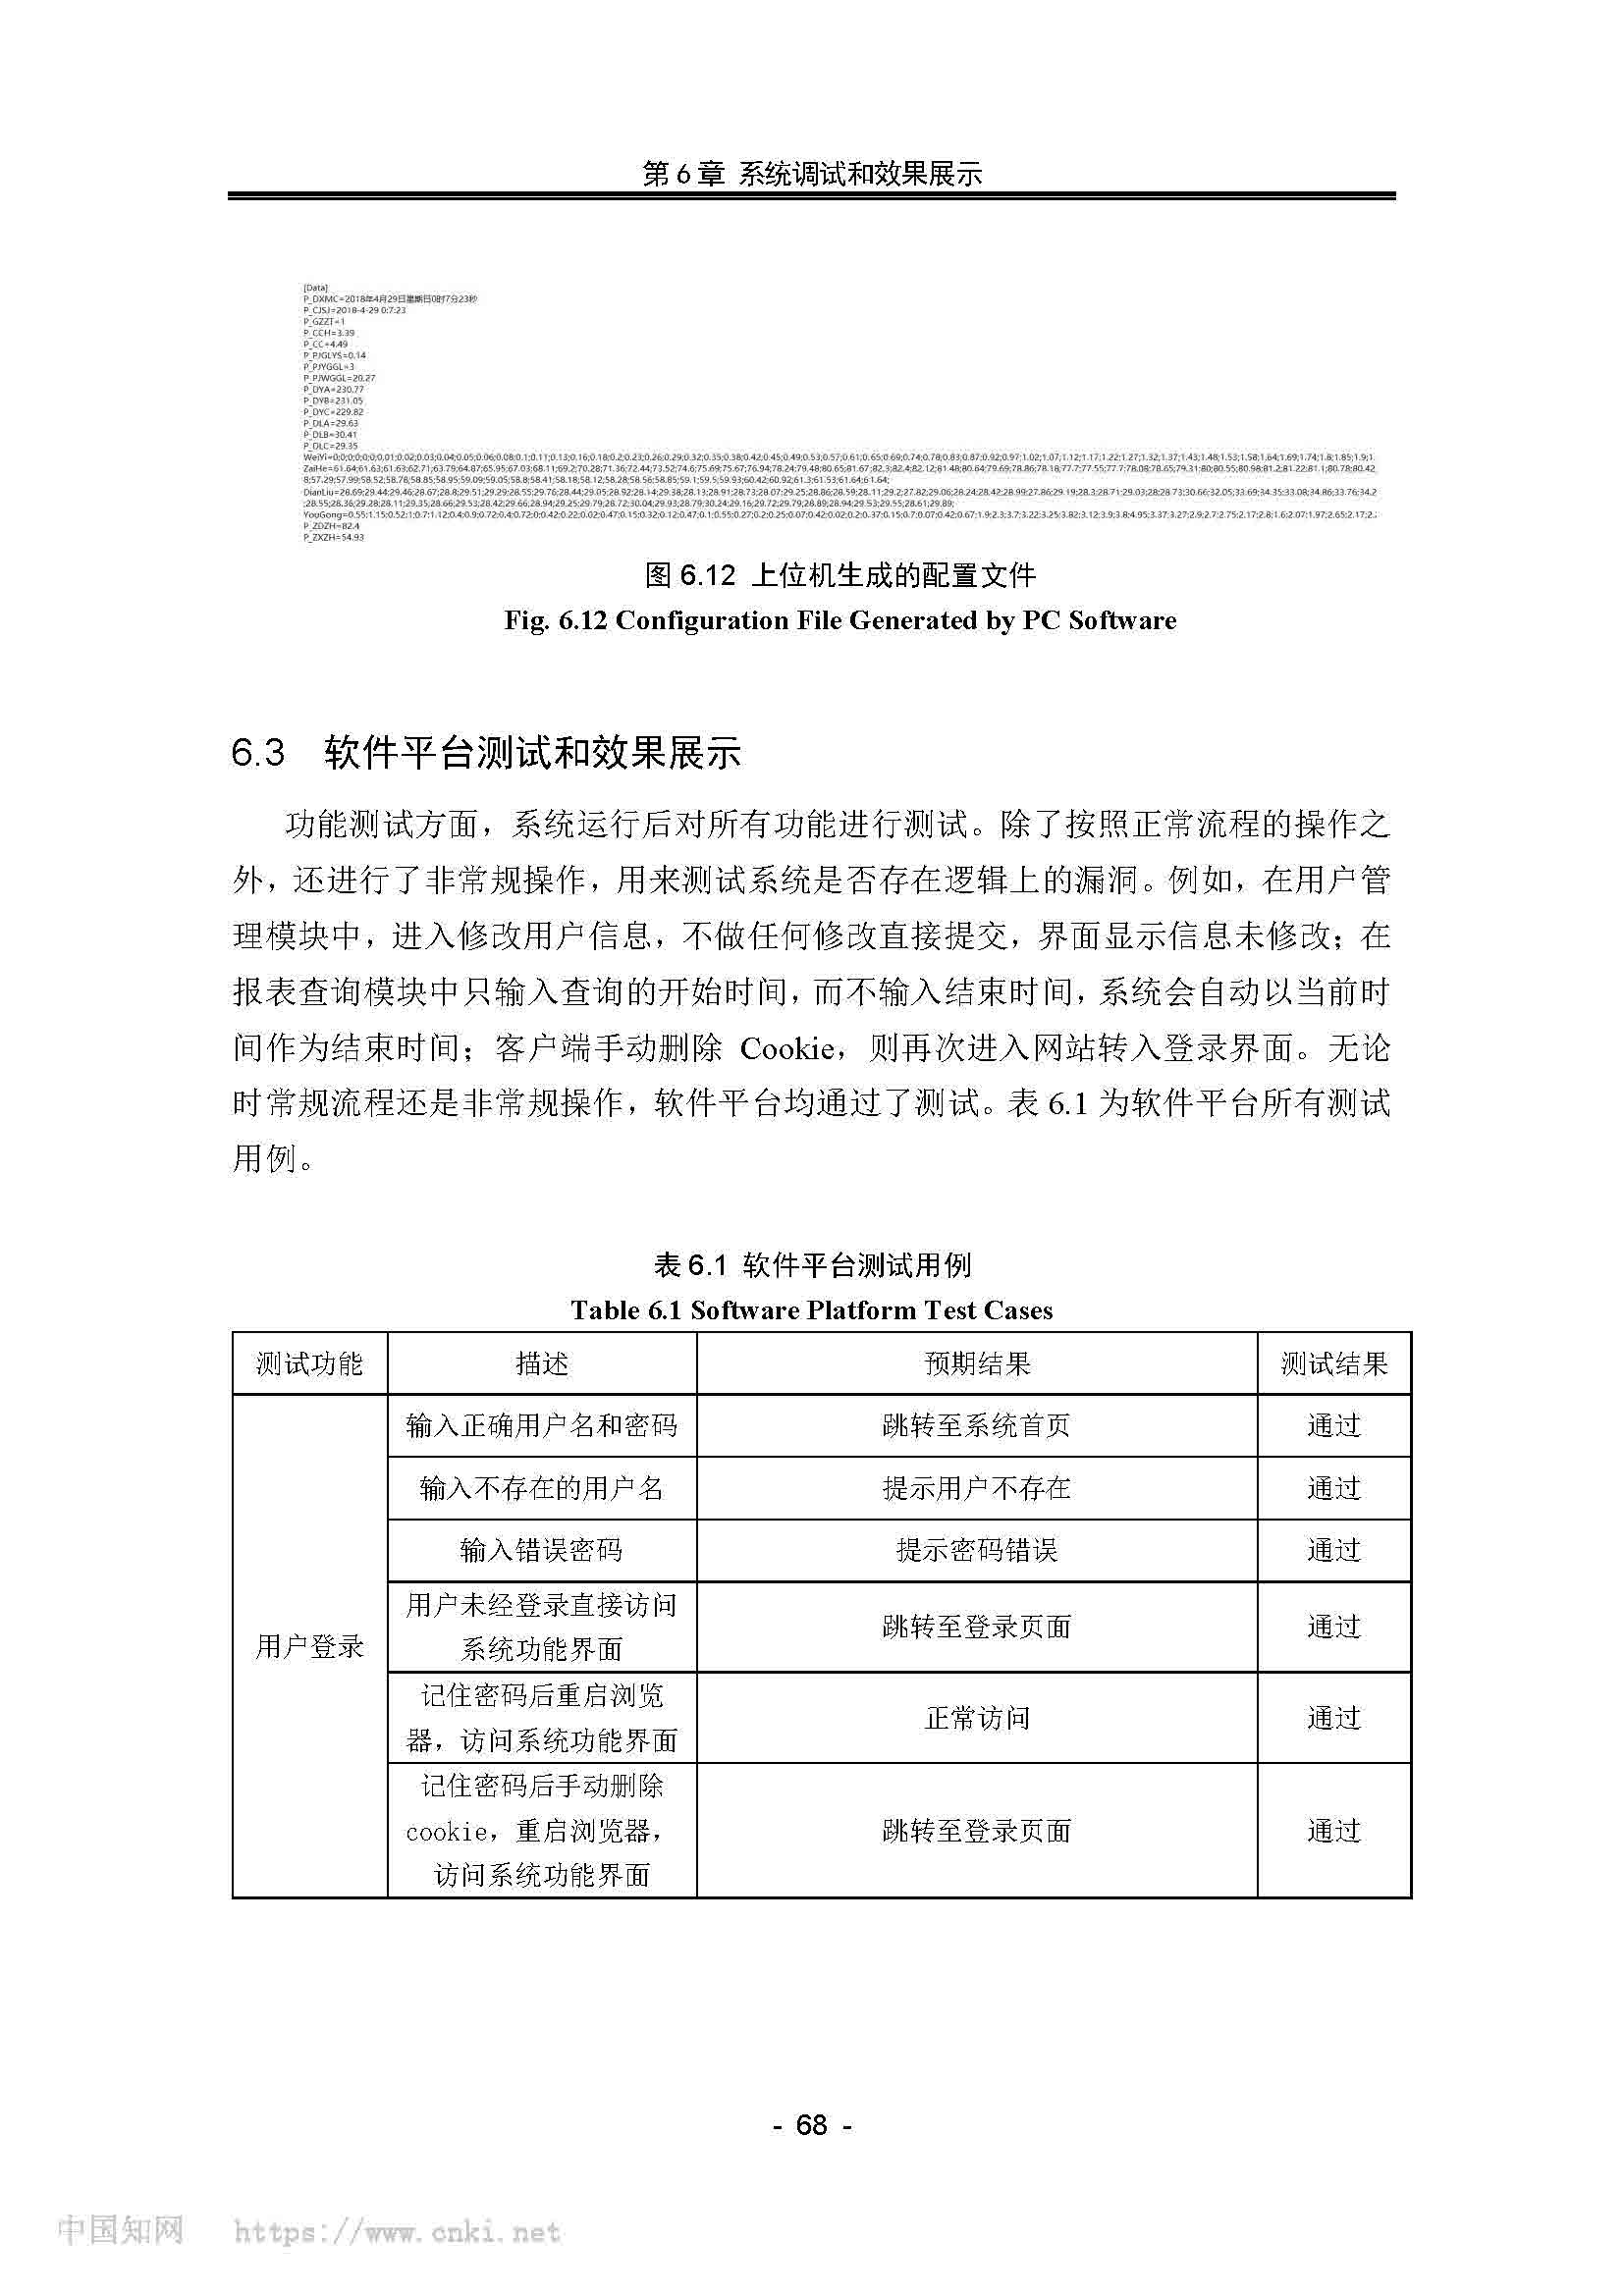 第 6 章 系统调试和效果展示
[Data]
P_DXMC=2018年4月29日星期日0时7分23秒
P_CJSJ=2018-4-29 0:7:23
P_GZZT=1
P_CCH=3.39
P_CC=4.49
P_PJGLYS=0.14
P_PJYGGL=3
P_PJWGGL=20.27
P_DYA=230.77
P_DYB=231.05
P_DYC=229.82
P_DLA=29.63
P_DLB=30.41
P_DLC=29.35
P_ZDZH=82.4
P_ZXZH=54.93
图 6.12 上位机生成的配置文件
Fig. 6.12 Configuration File Generated by PC Software
6.3 软件平台测试和效果展示
功能测试方面，系统运行后对所有功能进行测试。除了按照正常流程的操作之
外，还进行了非常规操作，用来测试系统是否存在逻辑上的漏洞。例如，在用户管
理模块中，进入修改用户信息，不做任何修改直接提交，界面显示信息未修改；在
报表查询模块中只输入查询的开始时间，而不输入结束时间，系统会自动以当前时
间作为结束时间；客户端手动删除 Cookie，则再次进入网站转入登录界面。无论
时常规流程还是非常规操作，软件平台均通过了测试。表 6.1 为软件平台所有测试
用例。
表 6.1 软件平台测试用例
Table 6.1 Software Platform Test Cases
测试功能 描述 预期结果 测试结果
输入正确用户名和密码 跳转至系统首页 通过
输入不存在的用户名 提示用户不存在 通过
输入错误密码 提示密码错误 通过
用户登录
用户未经登录直接访问
系统功能界面
跳转至登录页面 通过
记住密码后重启浏览
器，访问系统功能界面
正常访问 通过
记住密码后手动删除
cookie，重启浏览器，
访问系统功能界面
跳转至登录页面 通过
- 68 -
中国知网 https://www.cnki.net